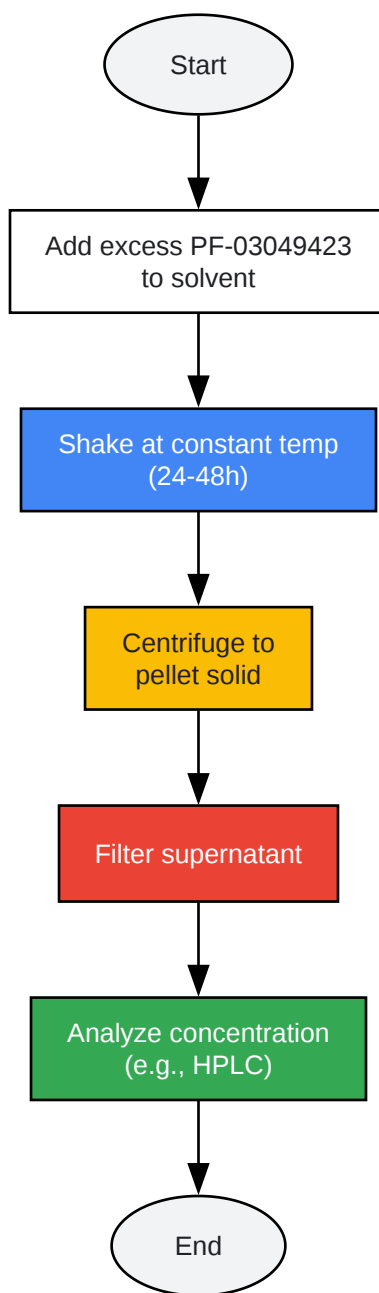 Start
Add excess PF-03049423
to solvent
Shake at constant temp
(24-48h)
Centrifuge to
pellet solid
Filter supernatant
Analyze concentration
(e.g., HPLC)
End